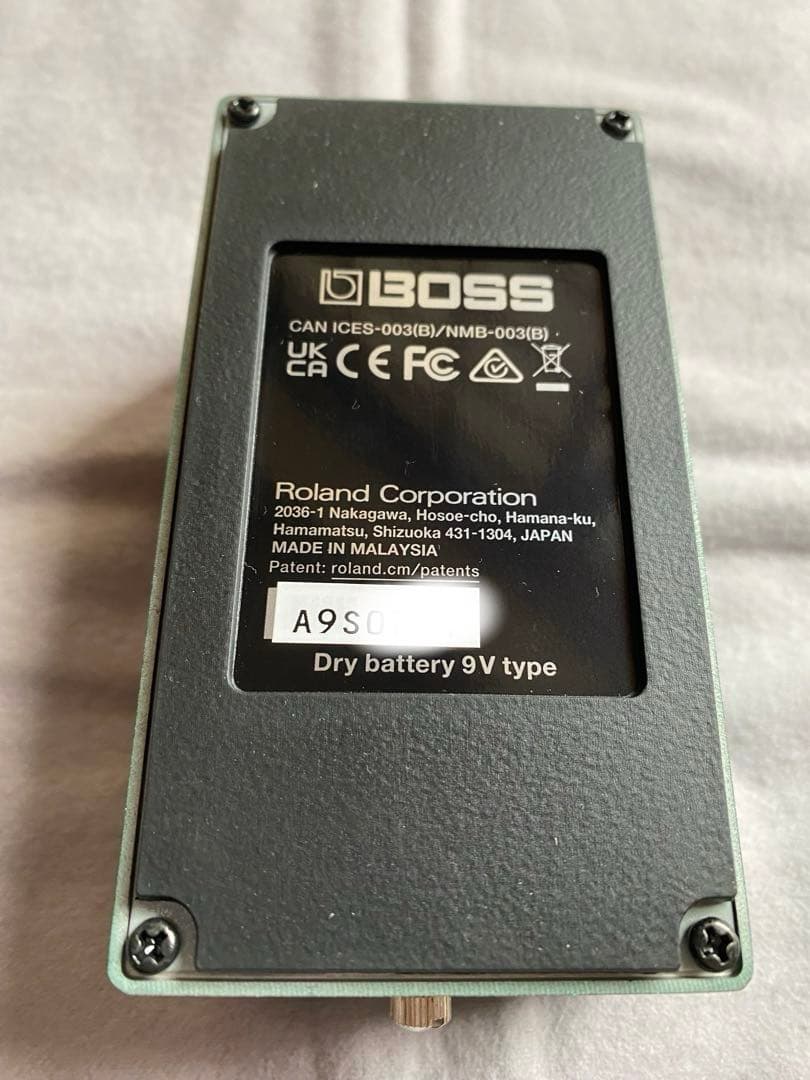 BOSS
CAN ICES-003(B)/NMB-003(B)
UK
CA CE FC
Roland Corporation
2036-1 Nakagawa, Hosoe-cho, Hamana-ku,
Hamamatsu, Shizuoka 431-1304, JAPAN
MADE IN MALAYSIA
Patent: roland.cm/patents
A9S0
Dry battery 9V type